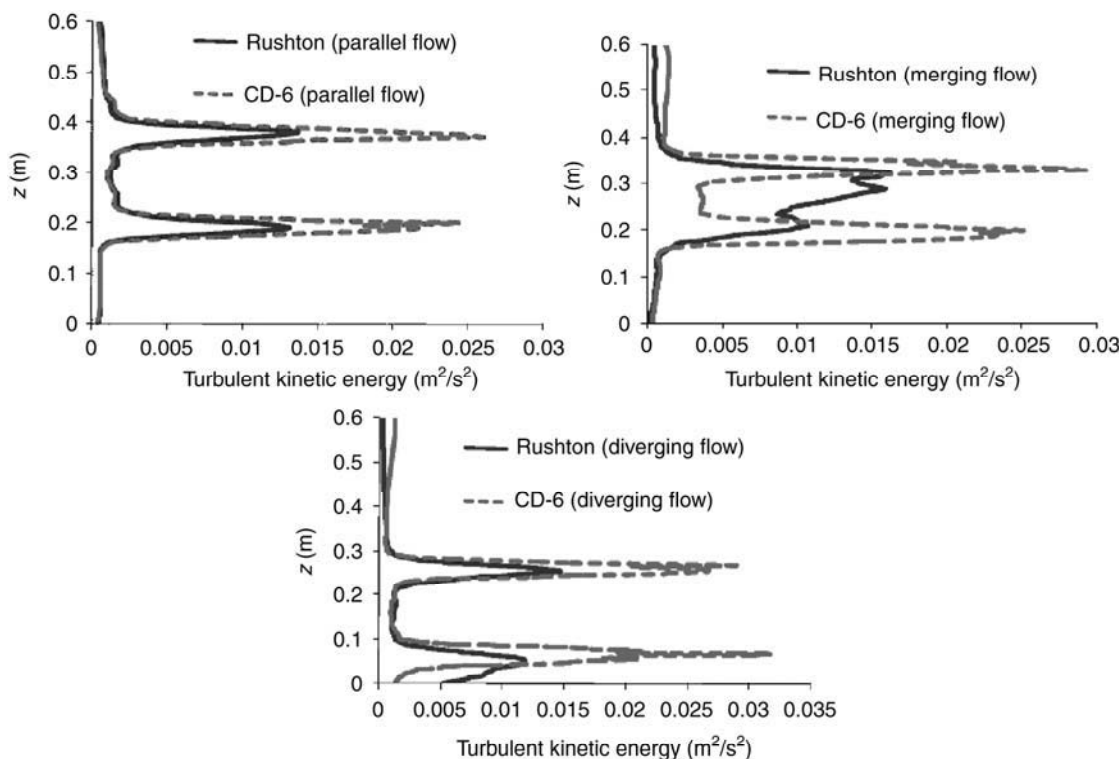 0.6
0.5
0.4
0.3
0.2
0.1
0
z (m)
Rushton (parallel flow)
CD-6 (parallel flow)
0 0.005 0.01 0.015 0.02 0.025 0.03
Turbulent kinetic energy (m²/s²)
0.6
0.5
0.4
0.3
0.2
0.1
0
z (m)
Rushton (merging flow)
CD-6 (merging flow)
0 0.005 0.01 0.015 0.02 0.025 0.03
Turbulent kinetic energy (m²/s²)
0.6
0.5
0.4
0.3
0.2
0.1
0
z (m)
Rushton (diverging flow)
CD-6 (diverging flow)
0 0.005 0.01 0.015 0.02 0.025 0.03 0.035
Turbulent kinetic energy (m²/s²)